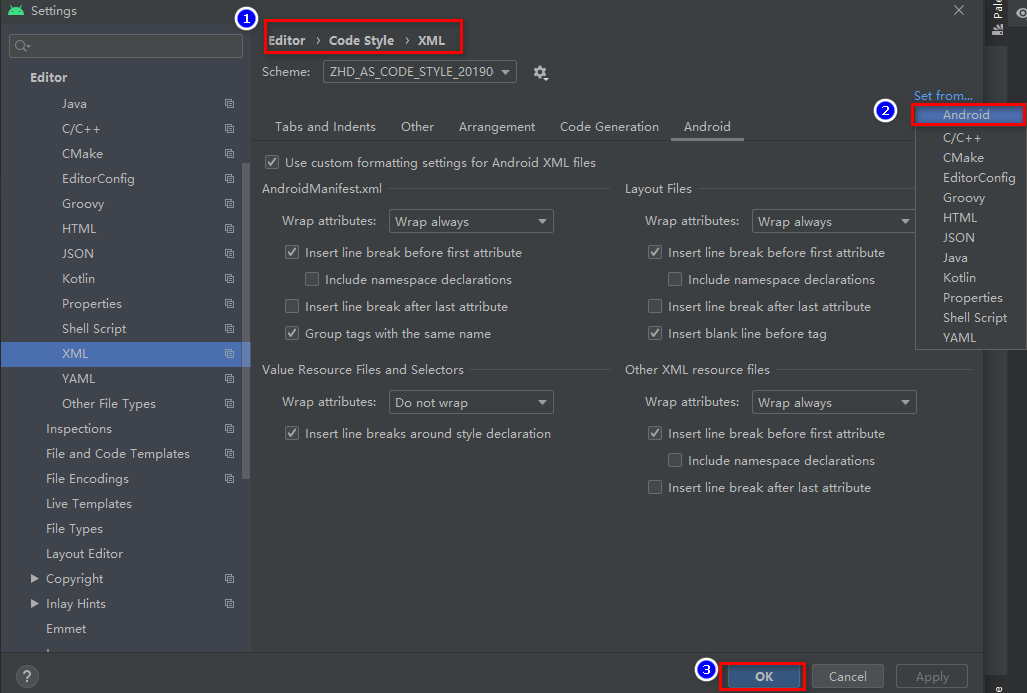 Settings
1
Editor › Code Style › XML
Scheme: ZHD_AS_CODE_STYLE_20190
Set from...
2
Android
C/C++
CMake
EditorConfig
Groovy
HTML
JSON
Java
Kotlin
Properties
Shell Script
YAML
Editor
Java
C/C++
CMake
EditorConfig
Groovy
HTML
JSON
Kotlin
Properties
Shell Script
XML
YAML
Other File Types
Inspections
File and Code Templates
File Encodings
Live Templates
File Types
Layout Editor
Copyright
Inlay Hints
Emmet
Tabs and Indents Other Arrangement Code Generation Android
Use custom formatting settings for Android XML files
AndroidManifest.xml
Wrap attributes: Wrap always
Insert line break before first attribute
Include namespace declarations
Insert line break after last attribute
Group tags with the same name
Layout Files
Wrap attributes: Wrap always
Insert line break before first attribute
Include namespace declarations
Insert line break after last attribute
Insert blank line before tag
Value Resource Files and Selectors
Wrap attributes: Do not wrap
Insert line breaks around style declaration
Other XML resource files
Wrap attributes: Wrap always
Insert line break before first attribute
Include namespace declarations
Insert line break after last attribute
?
3
OK Cancel Apply